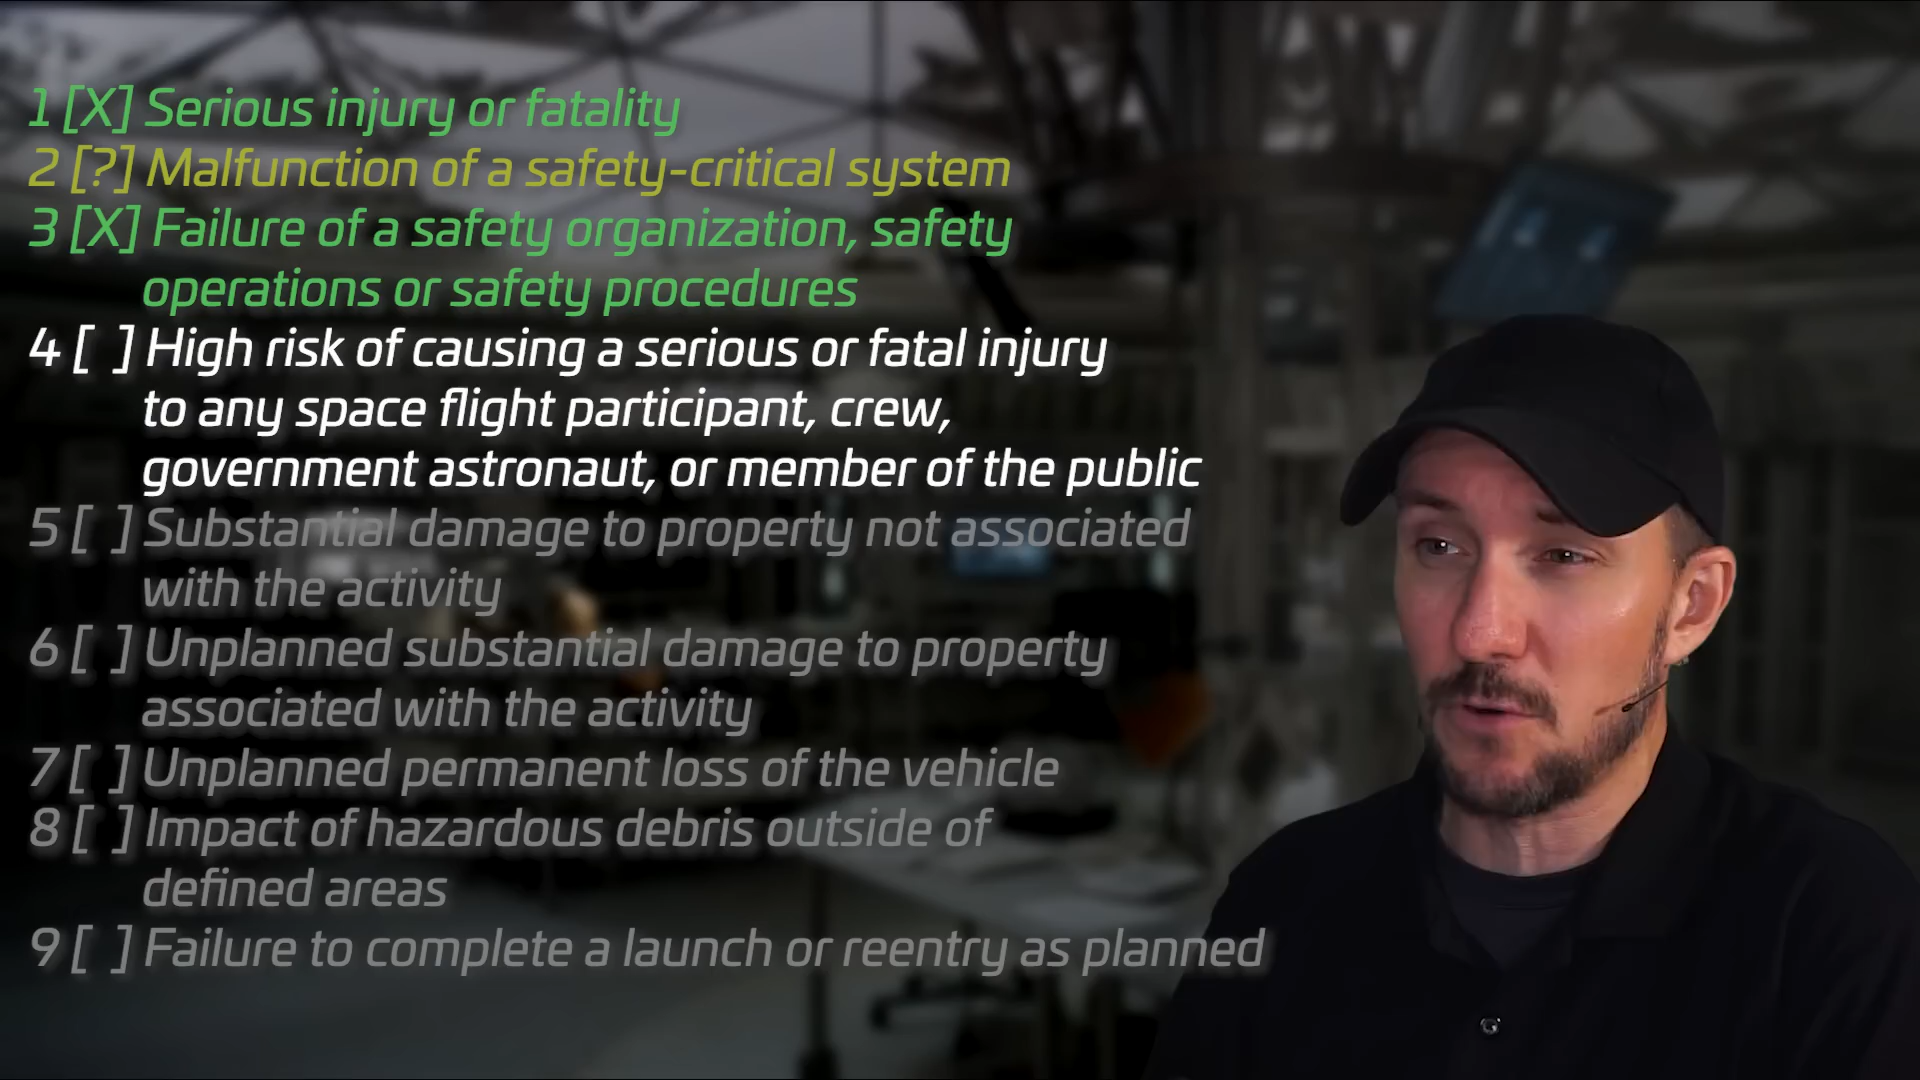 1 [X] Serious injury or fatality
2 [?] Malfunction of a safety-critical system
3 [X] Failure of a safety organization, safety
operations or safety procedures
4 [ ] High risk of causing a serious or fatal injury
to any space flight participant, crew,
government astronaut, or member of the public
5 [ ] Substantial damage to property not associated
with the activity
6 [ ] Unplanned substantial damage to property
associated with the activity
7 [ ] Unplanned permanent loss of the vehicle
8 [ ] Impact of hazardous debris outside of
defined areas
9 [ ] Failure to complete a launch or reentry as planned